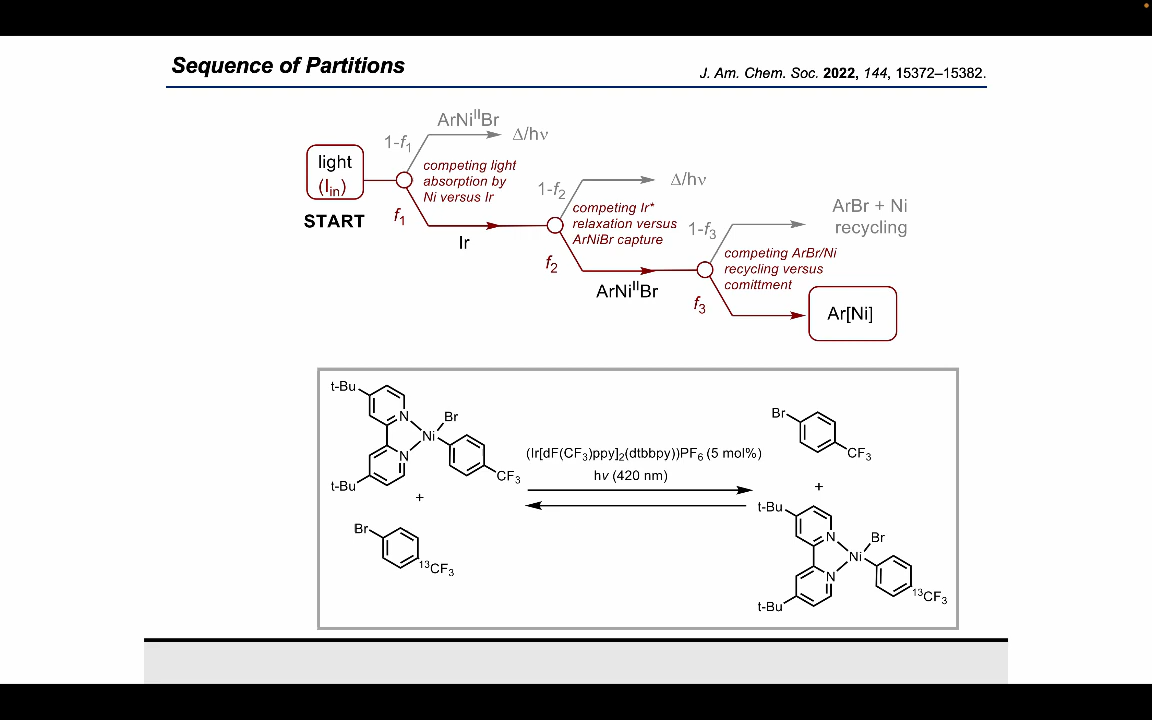 Sequence of Partitions
J. Am. Chem. Soc. 2022, 144, 15372–15382.
ArNiᴵᴵBr
1-f₁
Δ/hν
light
(Iᵢₙ)
START
competing light
absorption by
Ni versus Ir
f₁
Ir
1-f₂
Δ/hν
competing Ir*
relaxation versus
ArNiBr capture
f₂
ArNiᴵᴵBr
1-f₃
ArBr + Ni
recycling
competing ArBr/Ni
recycling versus
comittment
f₃
Ar[Ni]
t-Bu
N
Br
Ni
N
CF₃
t-Bu
+
Br
¹³CF₃
(Ir[dF(CF₃)ppy]₂(dtbbpy))PF₆ (5 mol%)
hν (420 nm)
Br
CF₃
+
t-Bu
N
Br
Ni
N
¹³CF₃
t-Bu